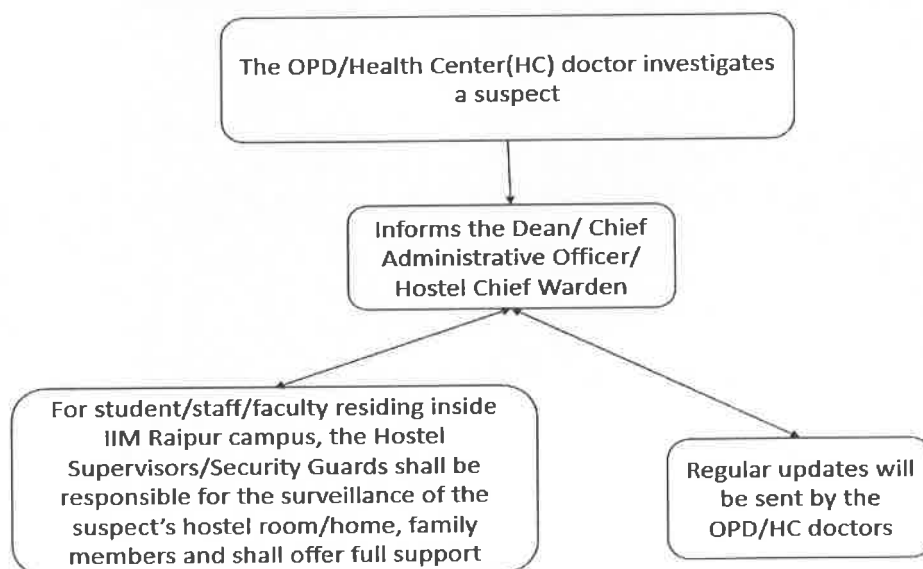 The OPD/Health Center(HC) doctor investigates
a suspect
Informs the Dean/ Chief
Administrative Officer/
Hostel Chief Warden
For student/staff/faculty residing inside
IIM Raipur campus, the Hostel
Supervisors/Security Guards shall be
responsible for the surveillance of the
suspect's hostel room/home, family
members and shall offer full support
Regular updates will
be sent by the
OPD/HC doctors